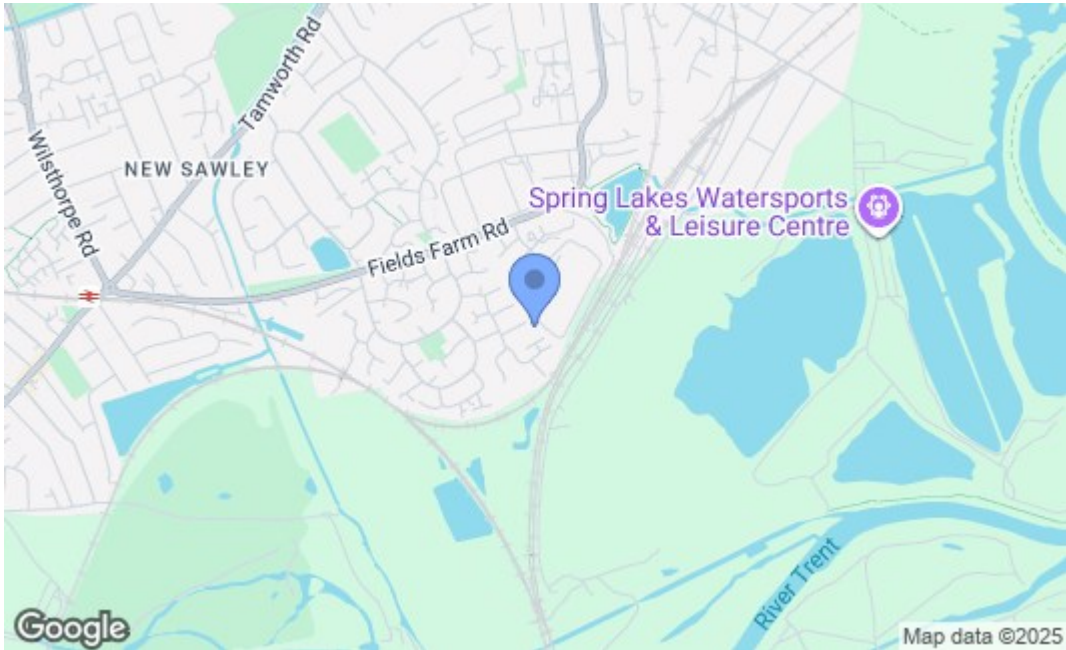 Tamworth Rd
Wilsthorpe Rd
NEW SAWLEY
Spring Lakes Watersports
& Leisure Centre
Fields Farm Rd
River Trent
Google
Map data ©2025